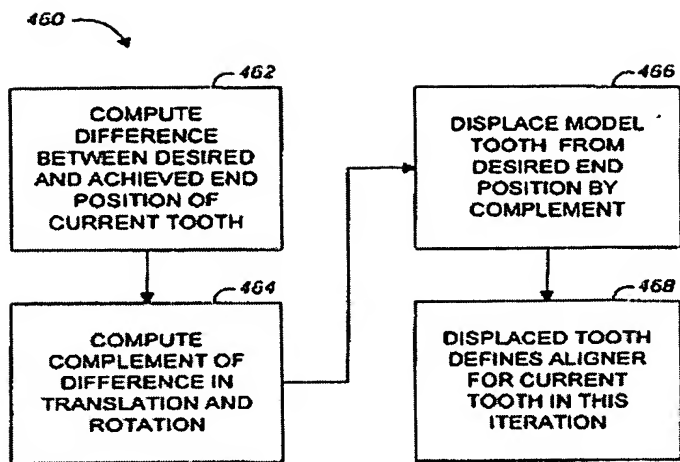 460
462
COMPUTE
DIFFERENCE
BETWEEN DESIRED
AND ACHIEVED END
POSITION OF
CURRENT TOOTH
464
COMPUTE
COMPLEMENT OF
DIFFERENCE IN
TRANSLATION AND
ROTATION
466
DISPLACE MODEL
TOOTH FROM
DESIRED END
POSITION BY
COMPLEMENT
468
DISPLACED TOOTH
DEFINES ALIGNER
FOR CURRENT
TOOTH IN THIS
ITERATION